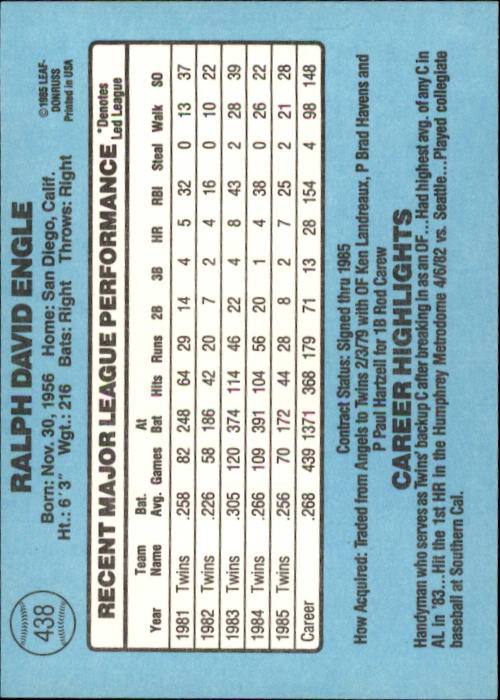 438
RALPH DAVID ENGLE
Born: Nov. 30, 1956 Home: San Diego, Calif.
Ht.: 6'3" Wgt.: 216 Bats: Right Throws: Right
©1985 LEAF-
DONRUSS
Printed in USA
RECENT MAJOR LEAGUE PERFORMANCE *Denotes
Led League
Year Team Name Bat. Avg. Games At Bat Hits Runs 2B 3B HR RBI Steal Walk SO
1981 Twins .258 82 248 64 29 14 4 5 32 0 13 37
1982 Twins .226 58 186 42 20 7 2 4 16 0 10 22
1983 Twins .305 120 374 114 46 22 4 8 43 2 28 39
1984 Twins .266 109 391 104 56 20 1 4 38 0 26 22
1985 Twins .256 70 172 44 28 8 2 7 25 2 21 28
Career .268 439 1371 368 179 71 13 28 154 4 98 148
Contract Status: Signed thru 1985
How Acquired: Traded from Angels to Twins 2/3/79 with OF Ken Landreaux, P Brad Havens and
P Paul Hartzell for 1B Rod Carew
CAREER HIGHLIGHTS
Handyman who serves as Twins' backup C after breaking in as an OF...Had highest avg. of any C in
AL in '83...Hit the 1st HR in the Humphrey Metrodome 4/6/82 vs. Seattle...Played collegiate
baseball at Southern Cal.